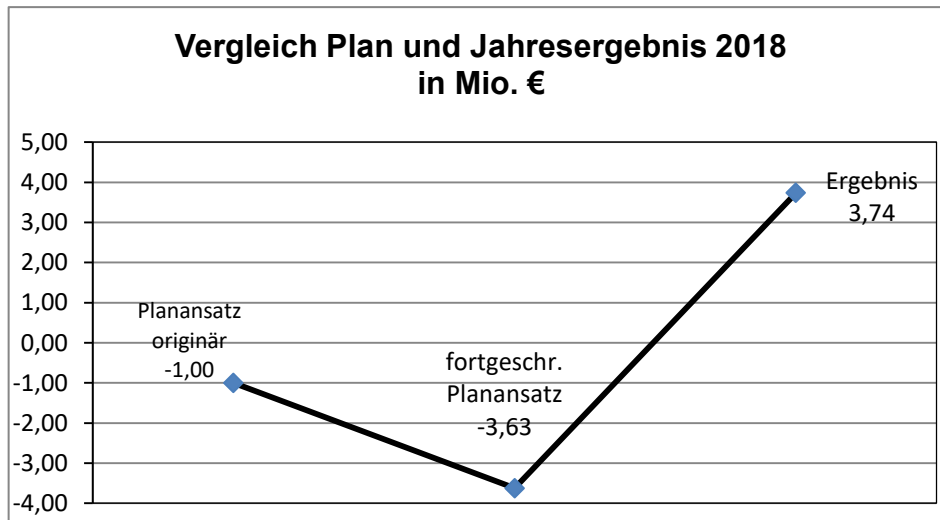 Vergleich Plan und Jahresergebnis 2018
in Mio. €
5,00
4,00
3,00
2,00
1,00
0,00
-1,00
-2,00
-3,00
-4,00
Planansatz
originär
-1,00
fortgeschr.
Planansatz
-3,63
Ergebnis
3,74